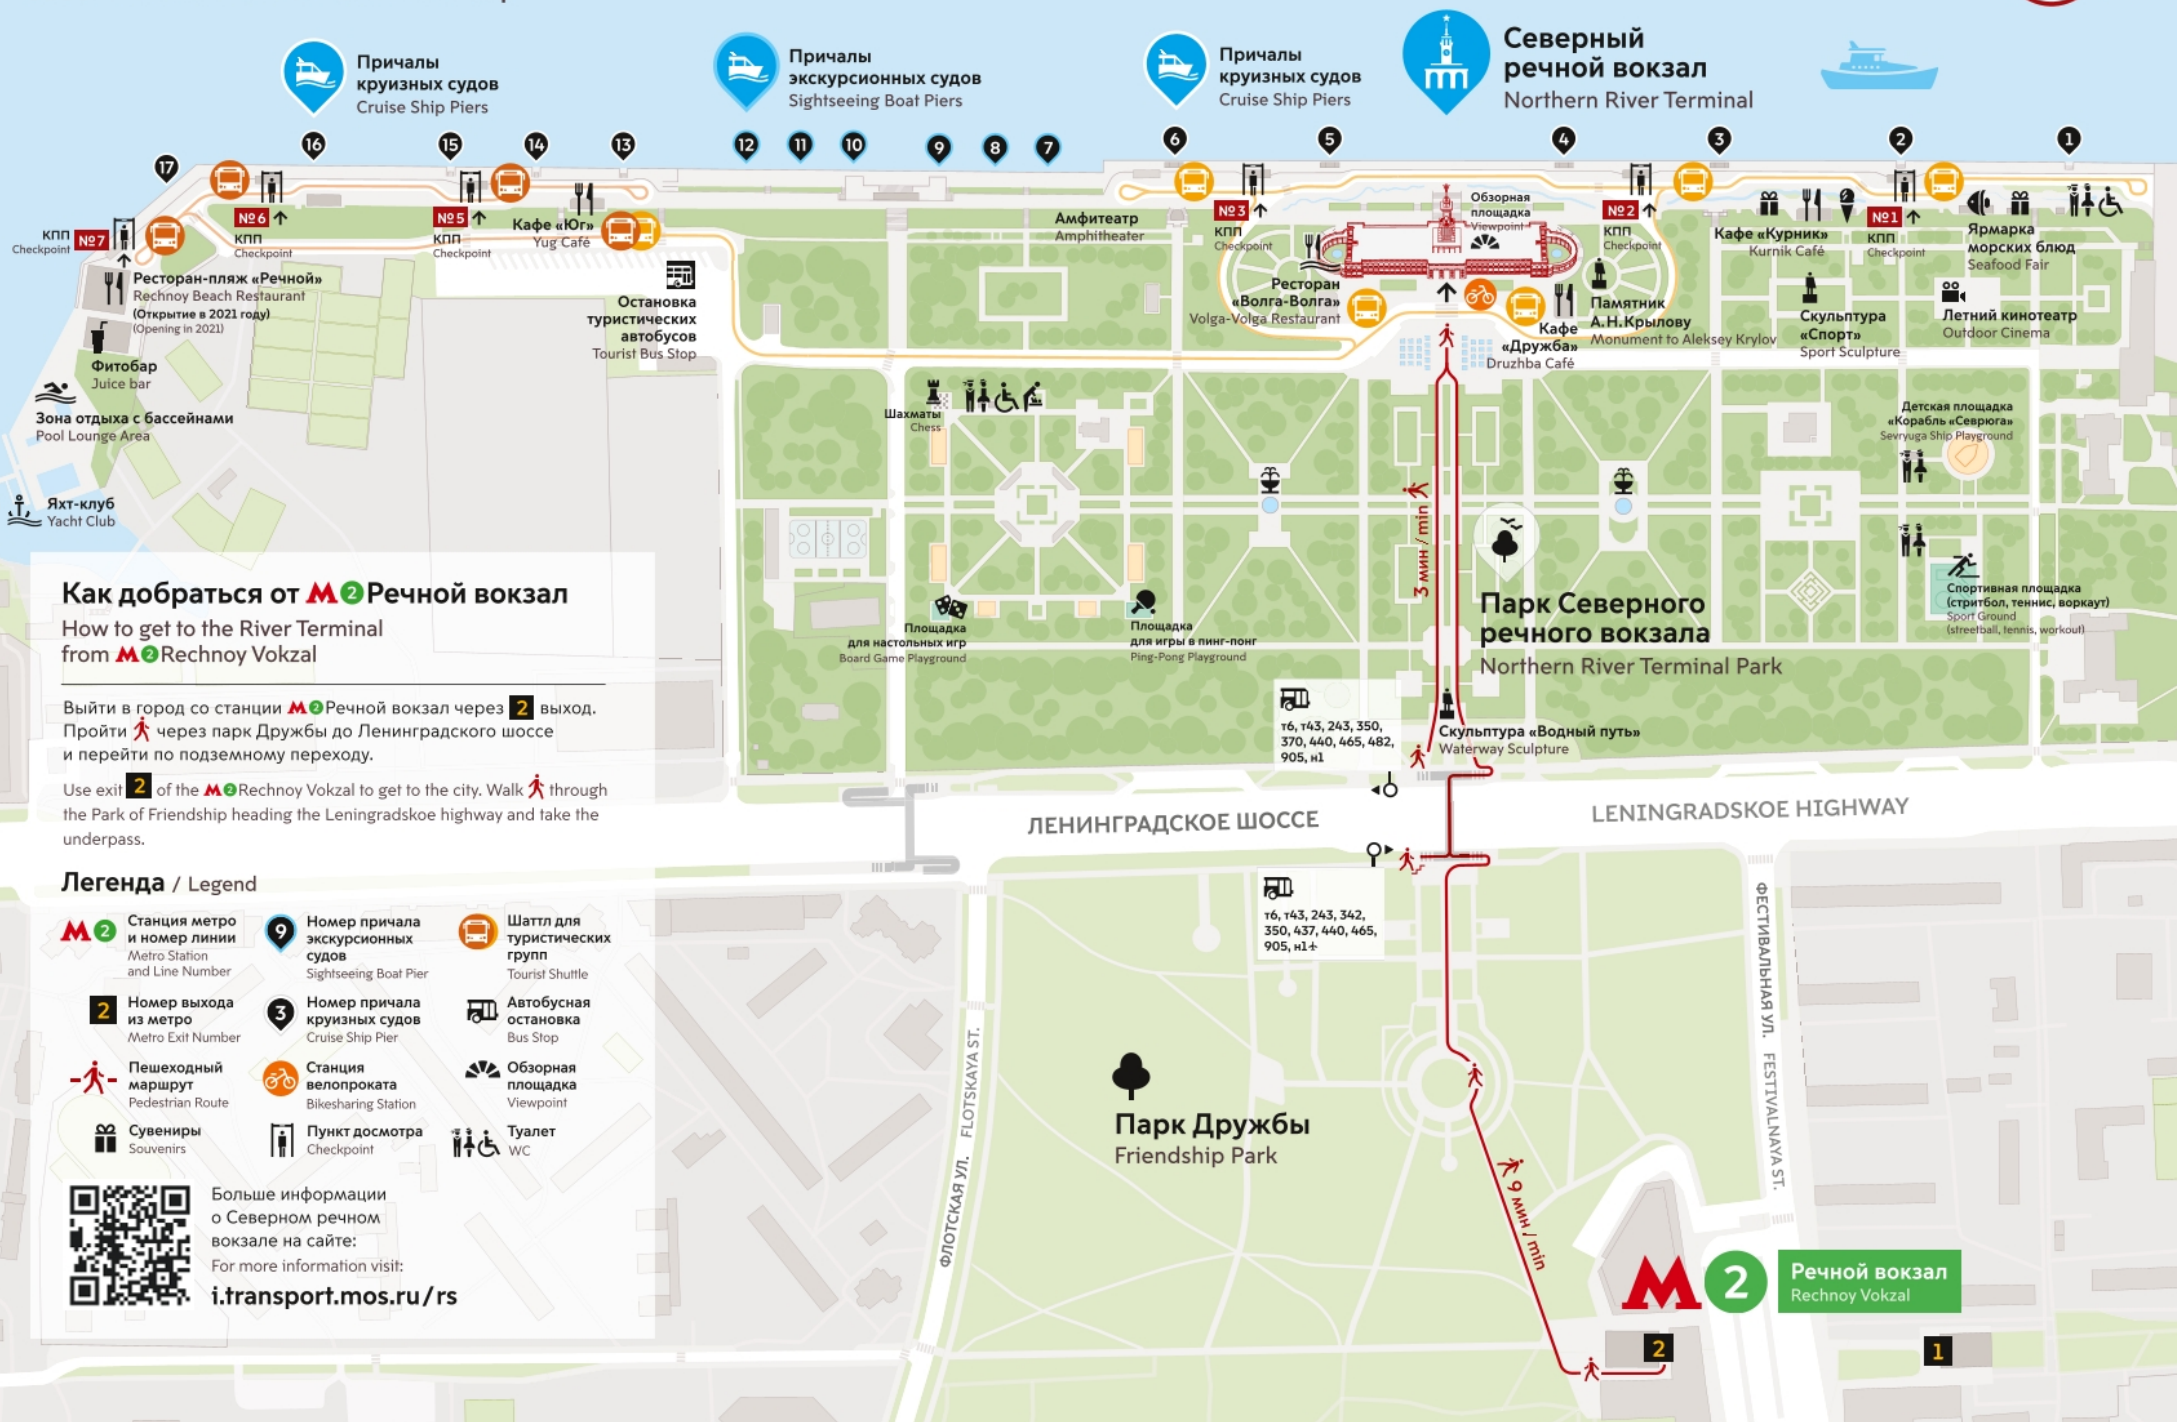 Причалы
круизных судов
Cruise Ship Piers
Причалы
экскурсионных судов
Sightseeing Boat Piers
Причалы
круизных судов
Cruise Ship Piers
Северный
речной вокзал
Northern River Terminal
17
16
15
14
13
12
11
10
9
8
7
6
5
4
3
2
1
КПП
Checkpoint
№7
№6
КПП
Checkpoint
№5
КПП
Checkpoint
Кафе «Юг»
Yug Café
Амфитеатр
Amphitheater
№3
КПП
Checkpoint
Обзорная
площадка
Viewpoint
№2
КПП
Checkpoint
Кафе «Курник»
Kurnik Café
№1
КПП
Checkpoint
Ярмарка
морских блюд
Seafood Fair
Ресторан-пляж «Речной»
Rechnoy Beach Restaurant
(Открытие в 2021 году)
(Opening in 2021)
Остановка
туристических
автобусов
Tourist Bus Stop
Ресторан
«Волга-Волга»
Volga-Volga Restaurant
Кафе
«Дружба»
Druzhba Café
Памятник
А.Н.Крылову
Monument to Aleksey Krylov
Скульптура
«Спорт»
Sport Sculpture
Летний кинотеатр
Outdoor Cinema
Фитобар
Juice bar
Зона отдыха с бассейнами
Pool Lounge Area
Яхт-клуб
Yacht Club
Шахматы
Chess
Детская площадка
«Корабль «Севрюга»
Sevryuga Ship Playground
3 мин / min
Площадка
для настольных игр
Board Game Playground
Площадка
для игры в пинг-понг
Ping-Pong Playground
Парк Северного
речного вокзала
Northern River Terminal Park
Спортивная площадка
(стритбол, теннис, воркаут)
Sport Ground
(streetball, tennis, workout)
т6, т43, 243, 350,
370, 440, 465, 482,
905, н1
Скульптура «Водный путь»
Waterway Sculpture
ЛЕНИНГРАДСКОЕ ШОССЕ
LENINGRADSKOE HIGHWAY
т6, т43, 243, 342,
350, 437, 440, 465,
905, н1
ФЛОТСКАЯ УЛ. FLOTSKAYA ST.
ФЕСТИВАЛЬНАЯ УЛ. FESTIVALNAYA ST.
Парк Дружбы
Friendship Park
9 мин / min
М 2 Речной вокзал
Rechnoy Vokzal
2
1
Как добраться от М 2 Речной вокзал
How to get to the River Terminal
from М 2 Rechnoy Vokzal
Выйти в город со станции М 2 Речной вокзал через 2 выход.
Пройти через парк Дружбы до Ленинградского шоссе
и перейти по подземному переходу.
Use exit 2 of the М 2 Rechnoy Vokzal to get to the city. Walk through
the Park of Friendship heading the Leningradskoe highway and take the
underpass.
Легенда / Legend
М 2
Станция метро
и номер линии
Metro Station
and Line Number
9
Номер причала
экскурсионных
судов
Sightseeing Boat Pier
Шаттл для
туристических
групп
Tourist Shuttle
2
Номер выхода
из метро
Metro Exit Number
3
Номер причала
круизных судов
Cruise Ship Pier
Автобусная
остановка
Bus Stop
Пешеходный
маршрут
Pedestrian Route
Станция
велопроката
Bikesharing Station
Обзорная
площадка
Viewpoint
Сувениры
Souvenirs
Пункт досмотра
Checkpoint
Туалет
WC
Больше информации
о Северном речном
вокзале на сайте:
For more information visit:
i.transport.mos.ru/rs